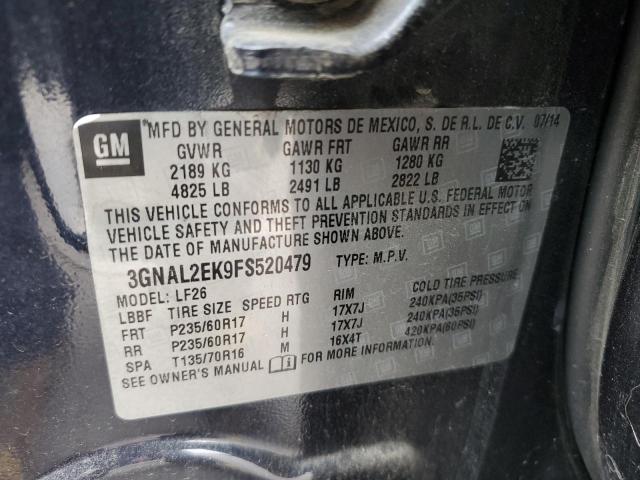 GM
MFD BY GENERAL MOTORS DE MEXICO, S. DE R.L. DE C.V. 07/14
GVWR GAWR FRT GAWR RR
2189 KG 1130 KG 1280 KG
4825 LB 2491 LB 2822 LB
THIS VEHICLE CONFORMS TO ALL APPLICABLE U.S. FEDERAL MOTOR
VEHICLE SAFETY AND THEFT PREVENTION STANDARDS IN EFFECT ON
THE DATE OF MANUFACTURE SHOWN ABOVE.
3GNAL2EK9FS520479 TYPE: M.P.V.
MODEL: LF26
LBBF TIRE SIZE SPEED RTG RIM COLD TIRE PRESSURE
FRT P235/60R17 H 17X7J 240KPA(35PSI)
RR P235/60R17 H 17X7J 240KPA(35PSI)
SPA T135/70R16 M 16X4T 420KPA(60PSI)
SEE OWNER'S MANUAL FOR MORE INFORMATION